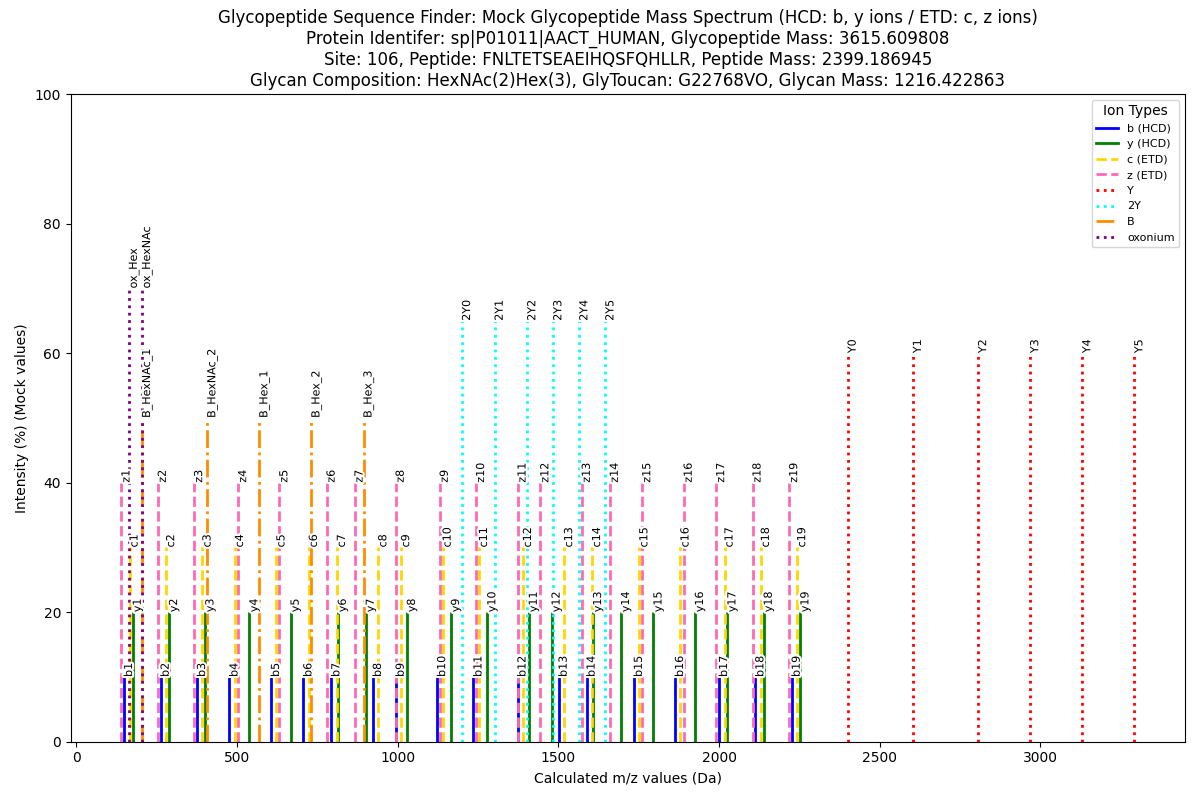 Glycopeptide Sequence Finder: Mock Glycopeptide Mass Spectrum (HCD: b, y ions / ETD: c, z ions)
Protein Identifer: sp|P01011|AACT_HUMAN, Glycopeptide Mass: 3615.609808
Site: 106, Peptide: FNLTETSEAEIHQSFQHLLR, Peptide Mass: 2399.186945
Glycan Composition: HexNAc(2)Hex(3), GlyToucan: G22768VO, Glycan Mass: 1216.422863
100
80
60
40
20
0
Intensity (%) (Mock values)
Ion Types
b (HCD)
y (HCD)
c (ETD)
z (ETD)
Y
2Y
B
oxonium
ox_Hex
ox_HexNAc
2Y0
2Y1
2Y2
2Y3
2Y4
2Y5
Y0
Y1
Y2
Y3
Y4
Y5
B_HexNAc_1
B_HexNAc_2
B_Hex_1
B_Hex_2
B_Hex_3
z1
z2
z3
z4
z5
z6
z7
z8
z9
z10
z11
z12
z13
z14
z15
z16
z17
z18
z19
c1
c2
c3
c4
c5
c6
c7
c8
c9
c10
c11
c12
c13
c14
c15
c16
c17
c18
c19
y1
y2
y3
y4
y5
y6
y7
y8
y9
y10
y11
y12
y13
y14
y15
y16
y17
y18
y19
b1
b2
b3
b4
b5
b6
b7
b8
b9
b10
b11
b12
b13
b14
b15
b16
b17
b18
b19
0
500
1000
1500
2000
2500
3000
Calculated m/z values (Da)